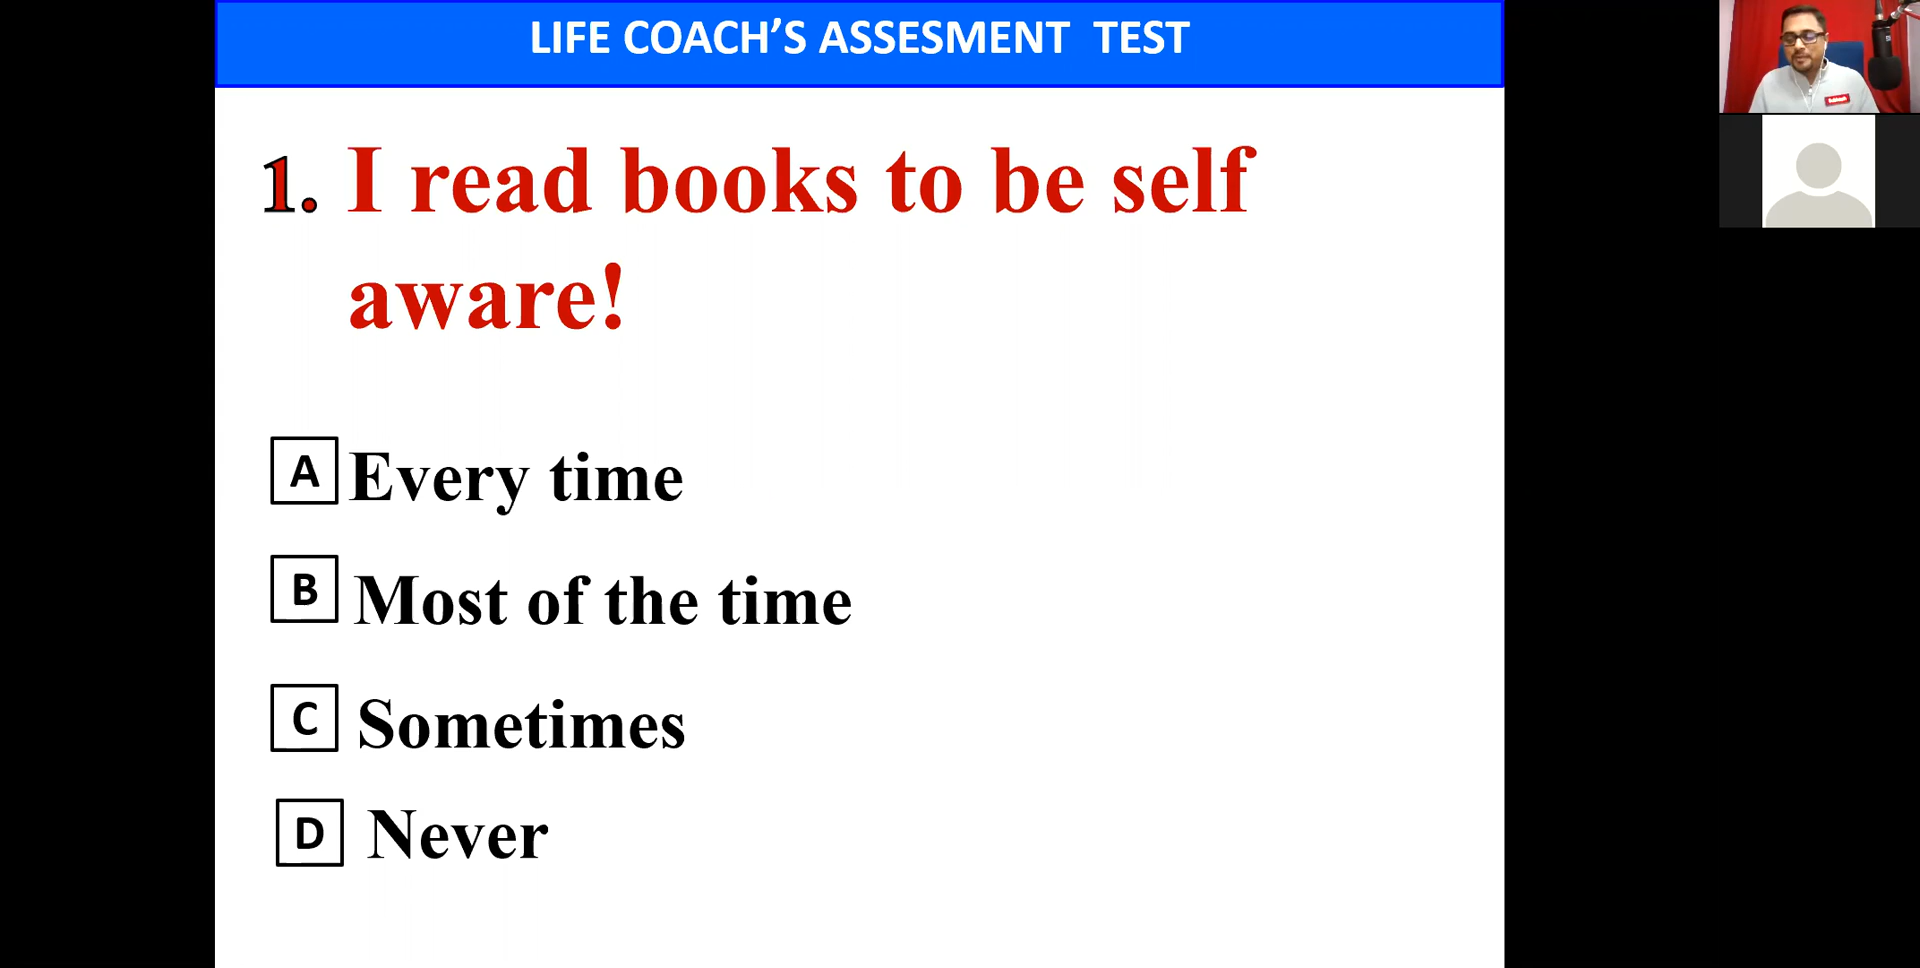 LIFE COACH’S ASSESMENT TEST
1. I read books to be self
aware!
A Every time
B Most of the time
C Sometimes
D Never